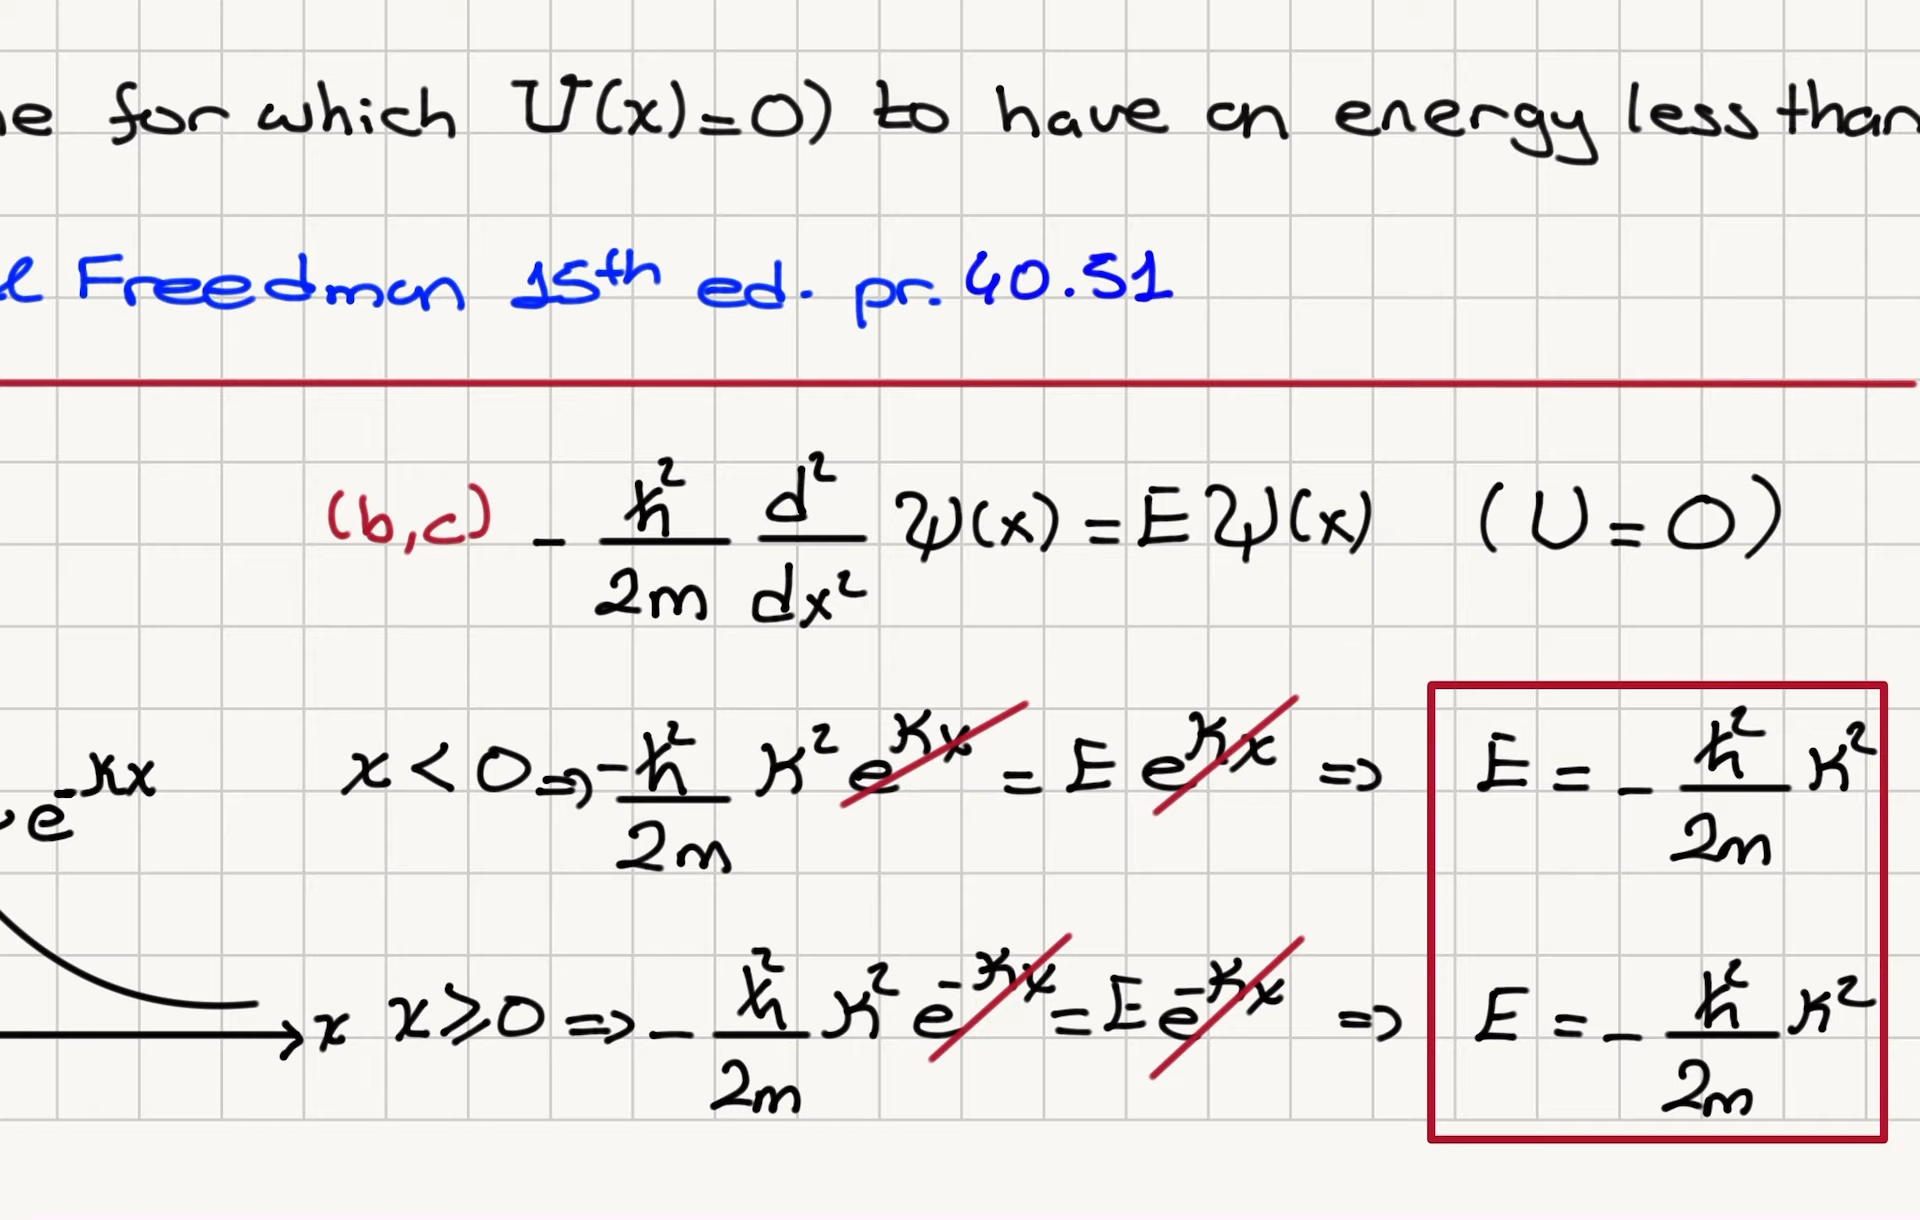 for which U(x)=0) to have an energy less than
Freedman 15th ed. pr. 40.51
(b,c) - ħ²/2m d²/dx² ψ(x) = Eψ(x) (U=0)
e^-κx x<0 ⇒ -ħ²/2m κ² e^κx = E e^κx ⇒ E = - ħ²/2m κ²
x x≥0 ⇒ - ħ²/2m κ² e^-κx = E e^-κx ⇒ E = - ħ²/2m κ²